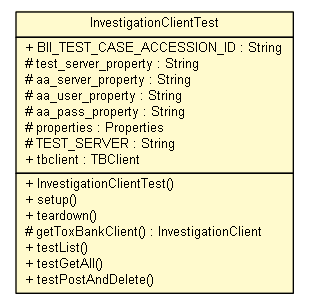 InvestigationClientTest
+ BII_TEST_CASE_ACCESSION_ID : String
# test_server_property : String
# aa_server_property : String
# aa_user_property : String
# aa_pass_property : String
# properties : Properties
# TEST_SERVER : String
+ tbclient : TBClient
+ InvestigationClientTest()
+ setup()
+ teardown()
# getToxBankClient() : InvestigationClient
+ testList()
+ testGetAll()
+ testPostAndDelete()